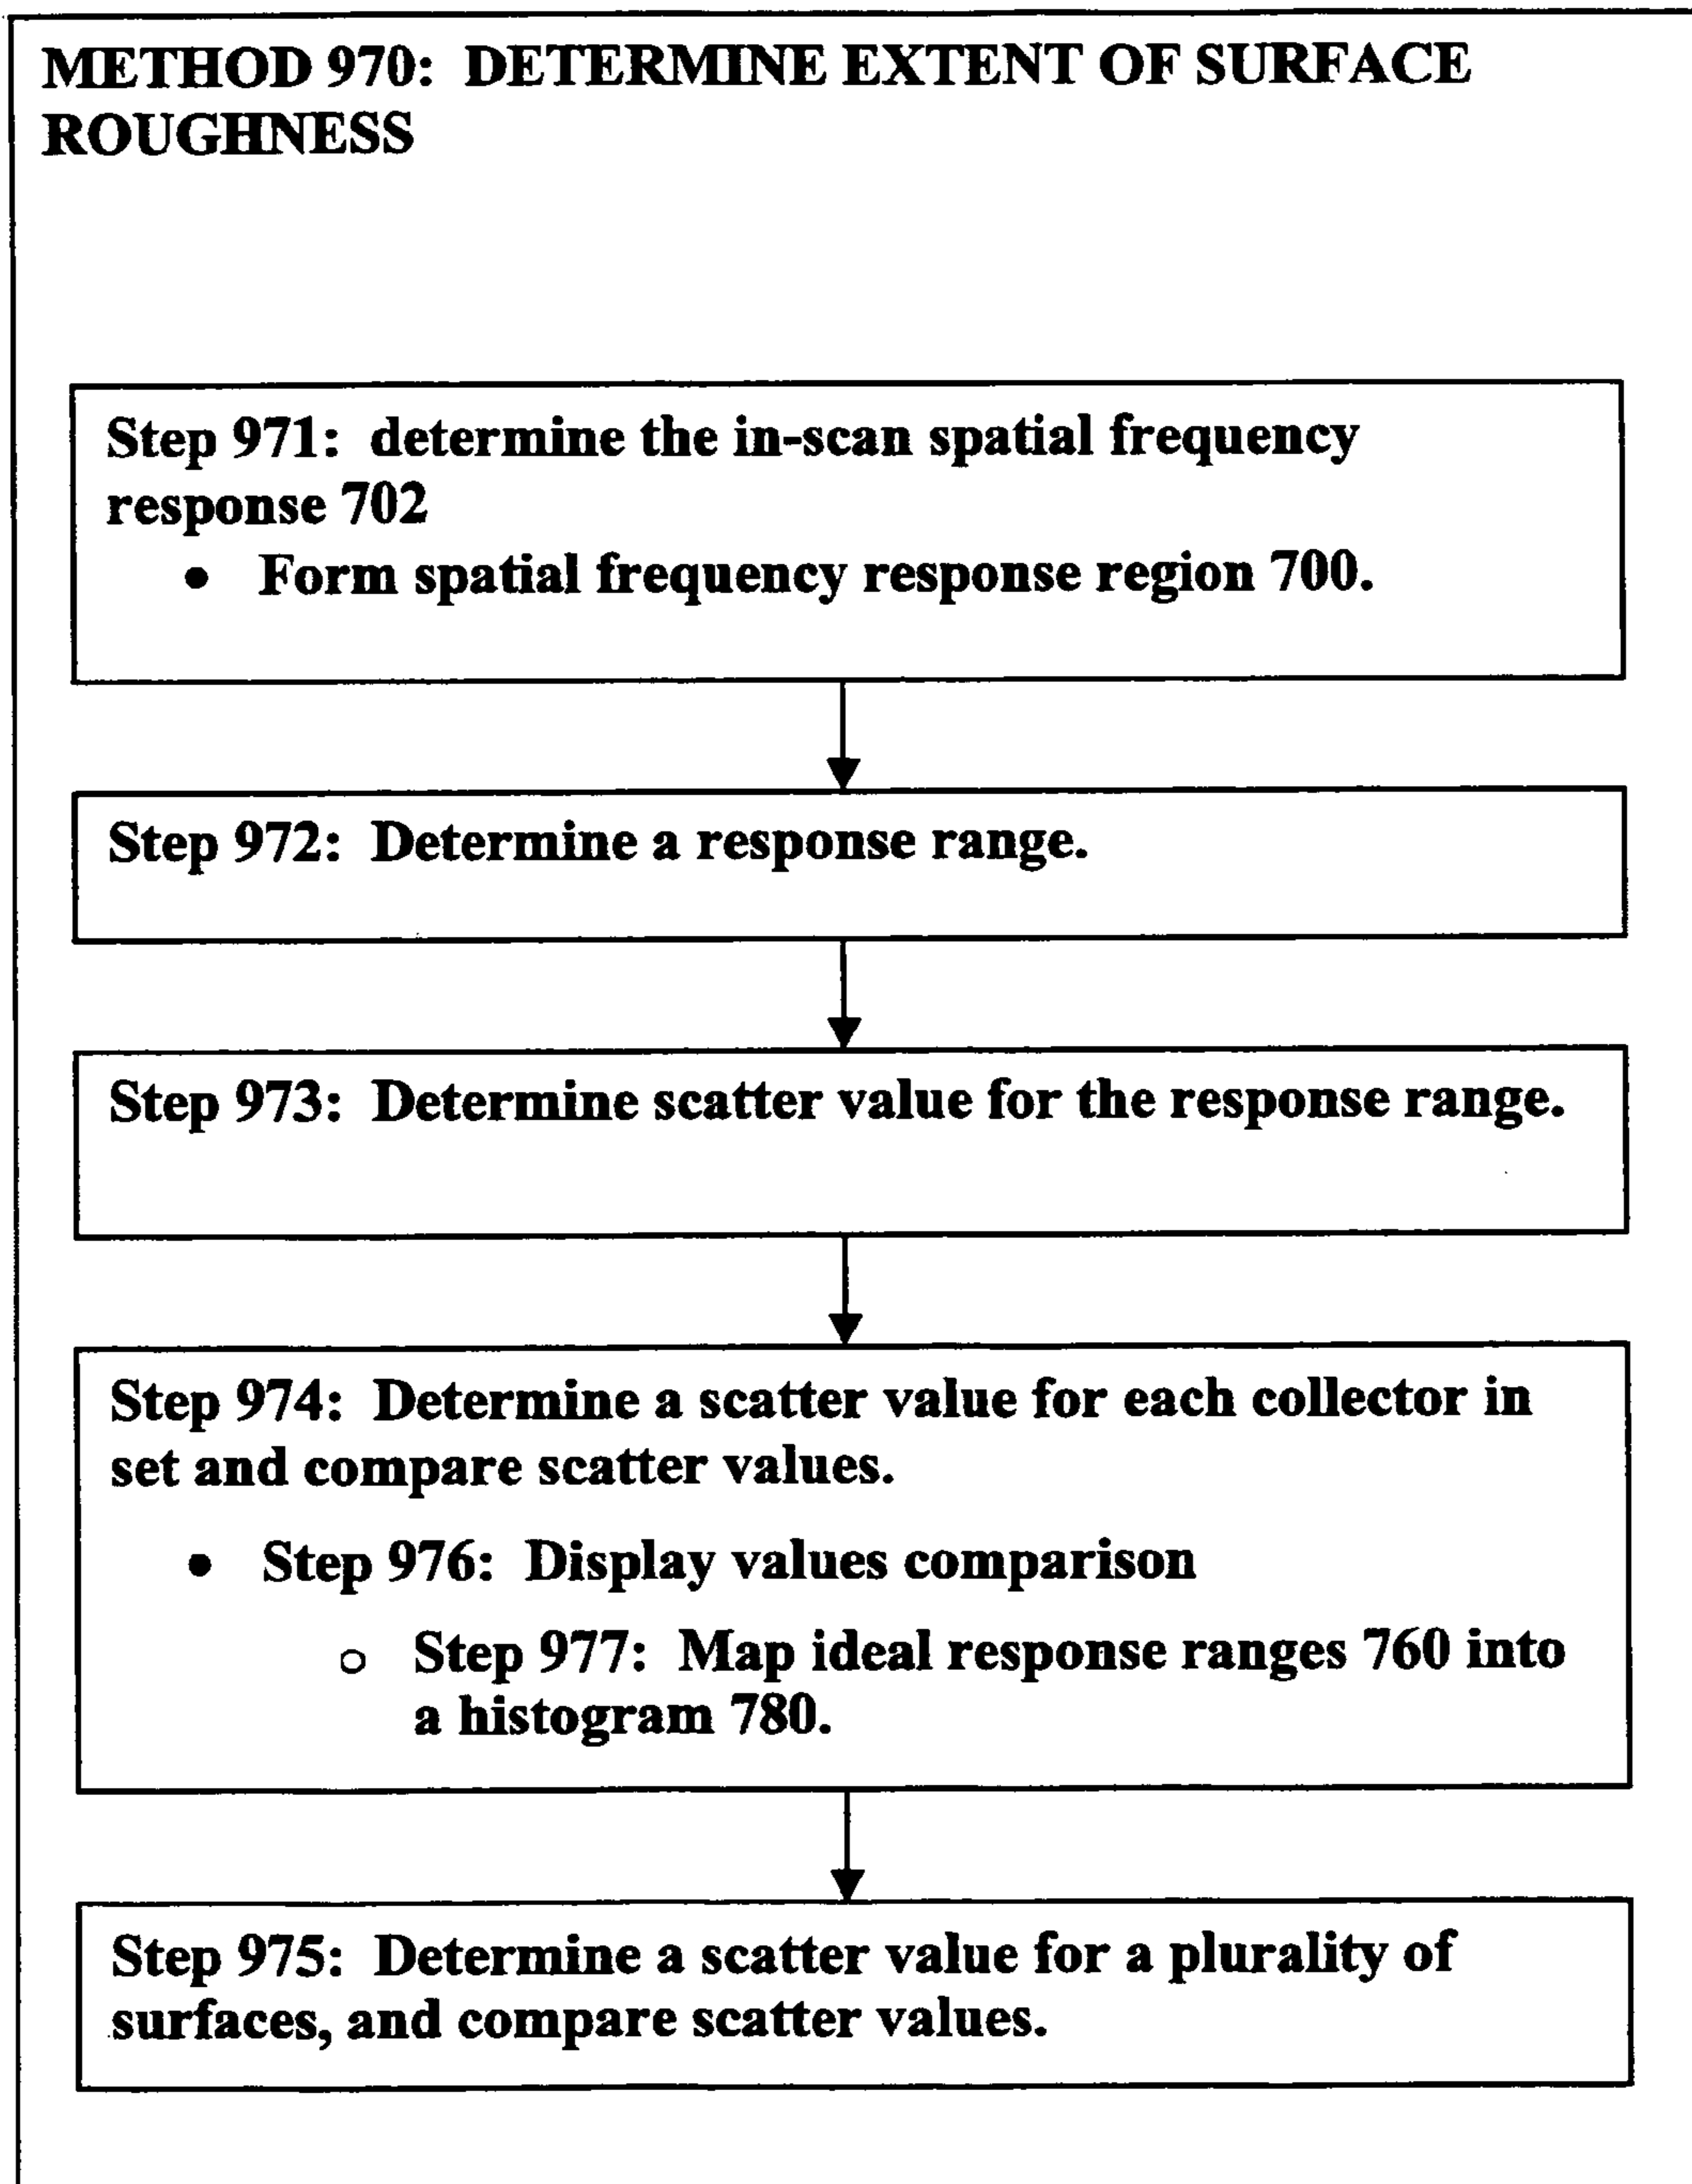 METHOD 970: DETERMINE EXTENT OF SURFACE
ROUGHNESS
Step 971: determine the in-scan spatial frequency
response 702
• Form spatial frequency response region 700.
Step 972: Determine a response range.
Step 973: Determine scatter value for the response range.
Step 974: Determine a scatter value for each collector in
set and compare scatter values.
• Step 976: Display values comparison
○ Step 977: Map ideal response ranges 760 into
a histogram 780.
Step 975: Determine a scatter value for a plurality of
surfaces, and compare scatter values.